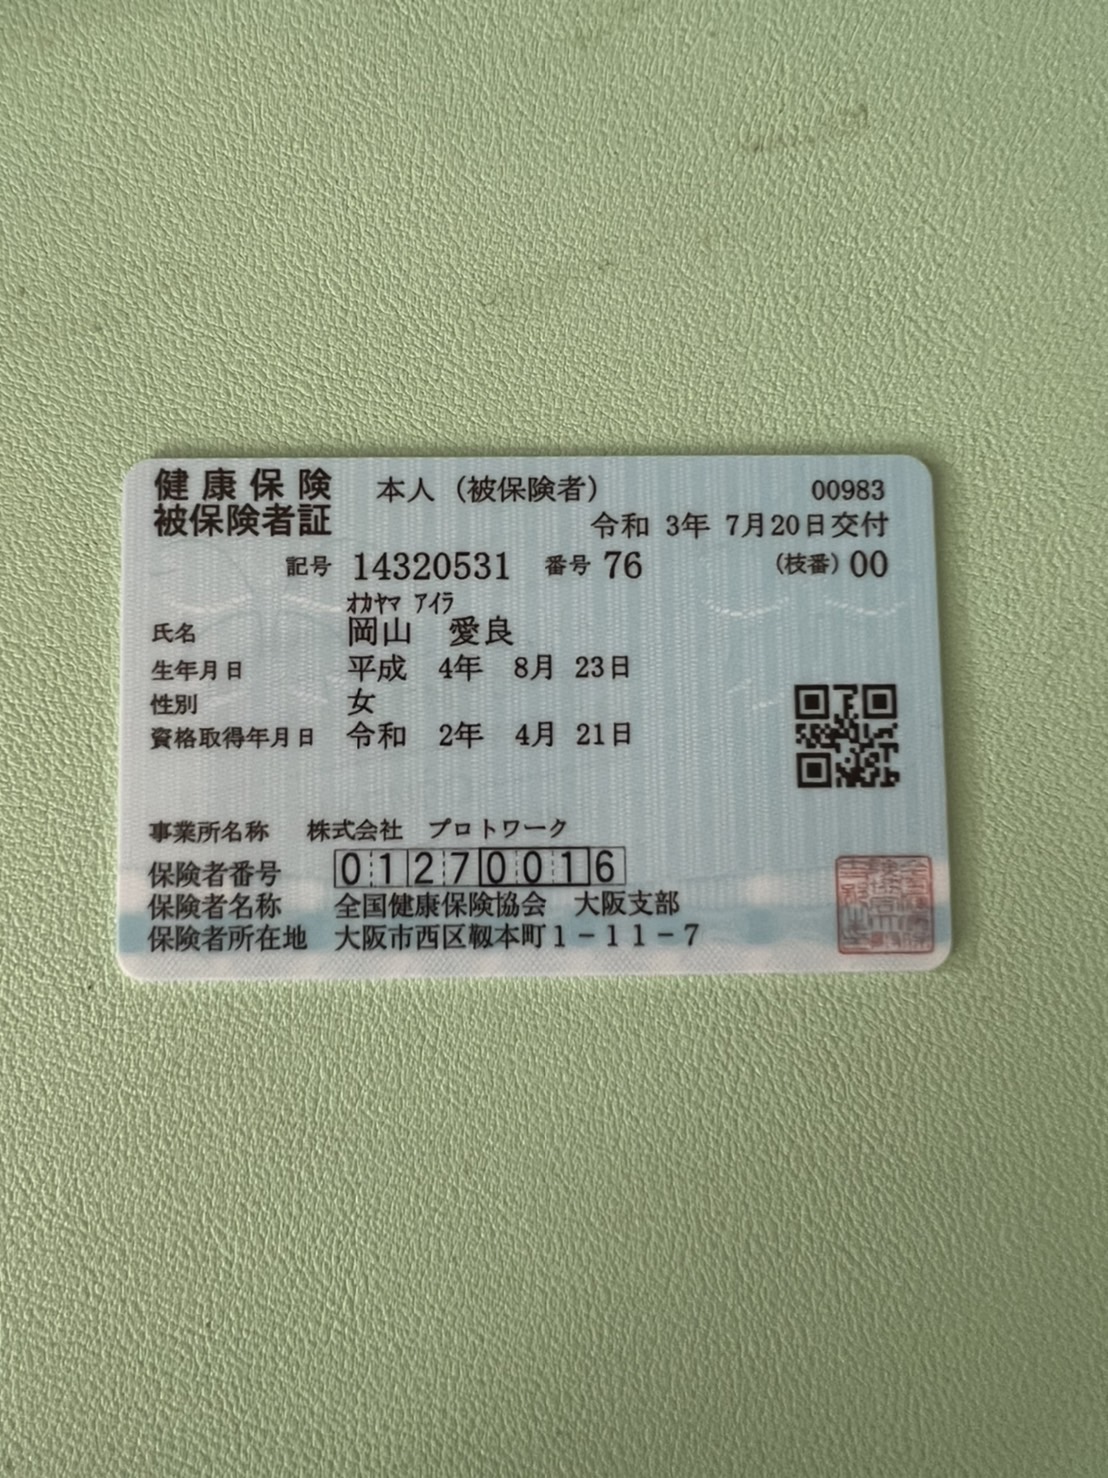 健康保険 本人（被保険者） 00983
被保険者証 令和 3年 7月20日交付
記号 14320531 番号 76 (枝番) 00
ｵｶﾔﾏ ｱｲﾗ
氏名 岡山 愛良
生年月日 平成 4年 8月 23日
性別 女
資格取得年月日 令和 2年 4月 21日
事業所名称 株式会社 プロトワーク
保険者番号 01270016
保険者名称 全国健康保険協会 大阪支部
保険者所在地 大阪市西区靱本町１－１１－７